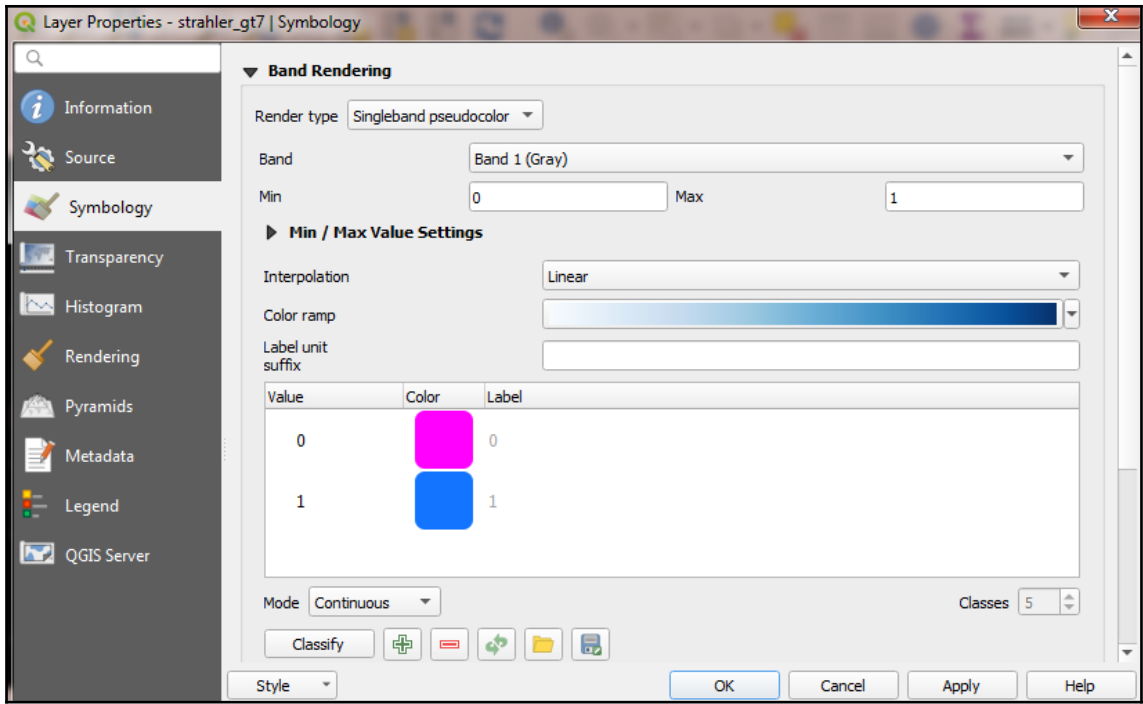 Layer Properties - strahler_gt7 | Symbology
x
Information
Source
Symbology
Transparency
Histogram
Rendering
Pyramids
Metadata
Legend
QGIS Server
Band Rendering
Render type Singleband pseudocolor
Band Band 1 (Gray)
Min 0 Max 1
Min / Max Value Settings
Interpolation Linear
Color ramp
Label unit
suffix
Value Color Label
0 0
1 1
Mode Continuous Classes 5
Classify
Style OK Cancel Apply Help